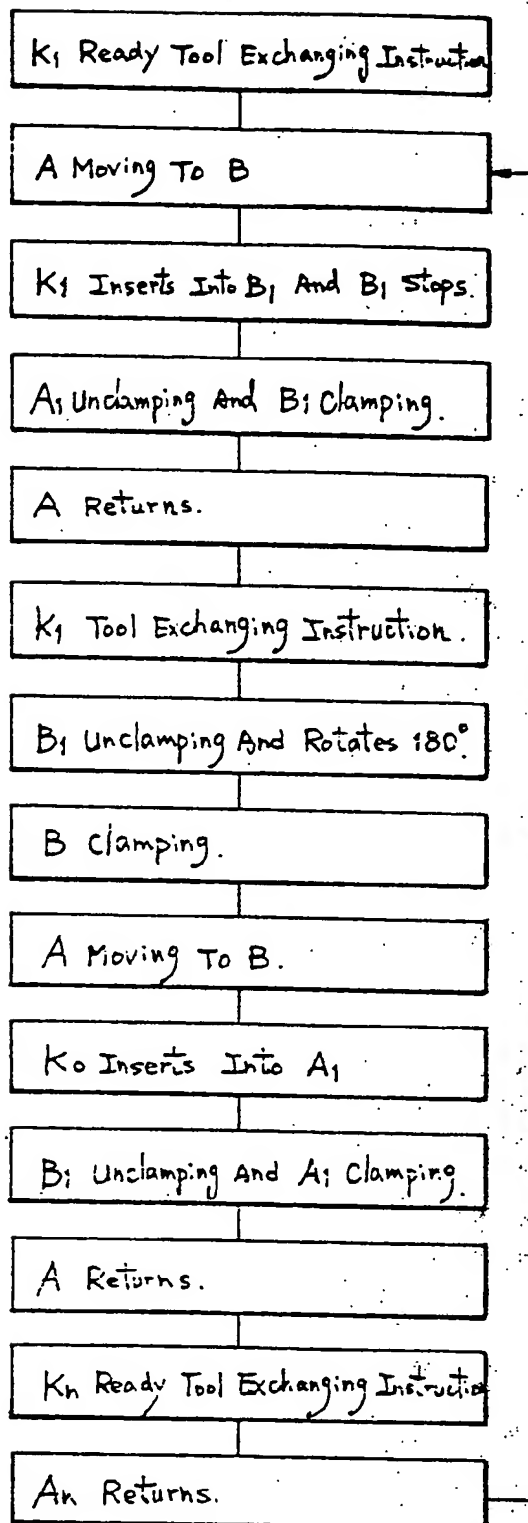 K1 Ready Tool Exchanging Instruction
A Moving To B
K1 Inserts Into B1 And B1 Stops.
A1 Unclamping And B1 Clamping.
A Returns.
K1 Tool Exchanging Instruction.
B1 Unclamping And Rotates 180°.
B Clamping.
A Moving To B.
Ko Inserts Into A1
B1 Unclamping And A1 Clamping.
A Returns.
Kn Ready Tool Exchanging Instruction
An Returns.